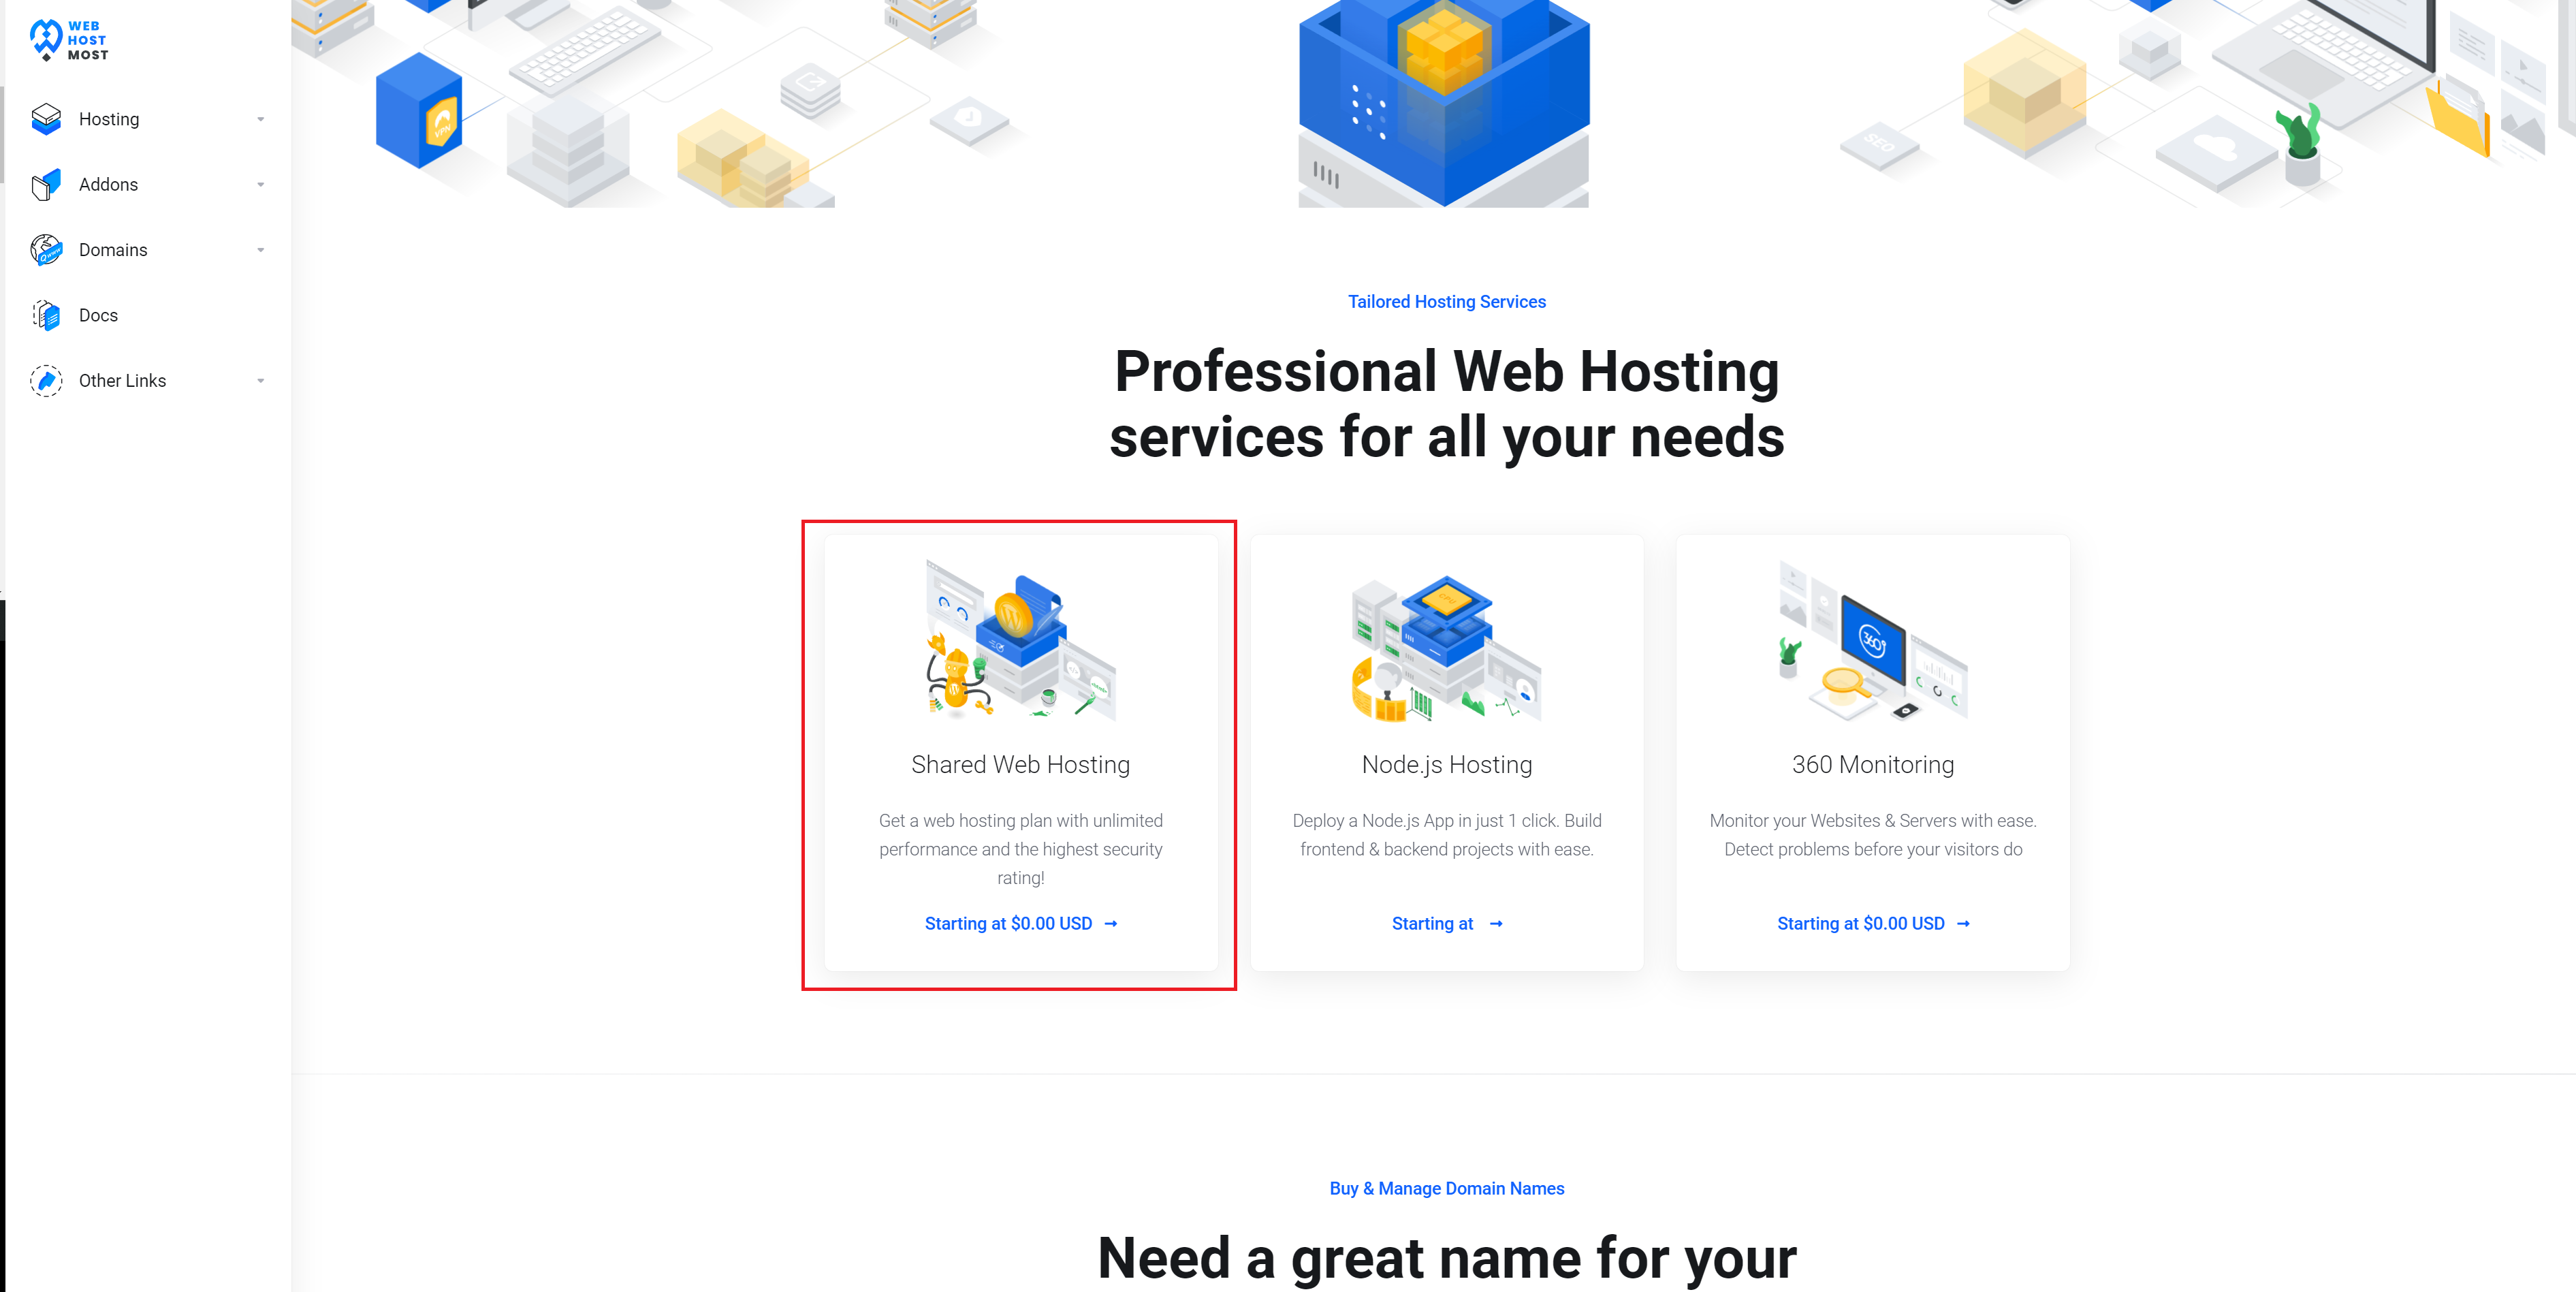 WEB
HOST
MOST
Hosting
Addons
Domains
Docs
Other Links
VPN
SEO
Tailored Hosting Services
Professional Web Hosting
services for all your needs
CPU
360°
Shared Web Hosting
Get a web hosting plan with unlimited
performance and the highest security
rating!
Starting at $0.00 USD →
Node.js Hosting
Deploy a Node.js App in just 1 click. Build
frontend & backend projects with ease.
Starting at →
360 Monitoring
Monitor your Websites & Servers with ease.
Detect problems before your visitors do
Starting at $0.00 USD →
Buy & Manage Domain Names
Need a great name for your